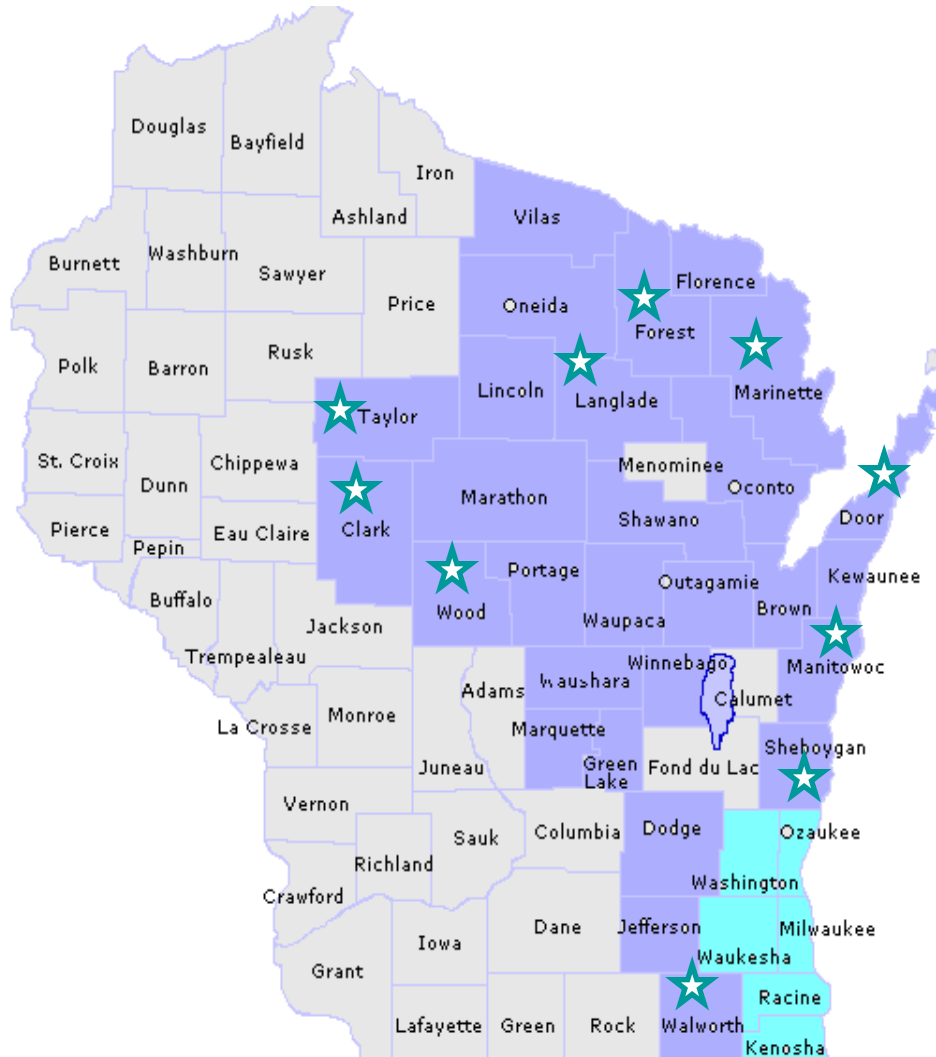 Douglas
Bayfield
Iron
Ashland
Vilas
Washburn
Burnett
Sawyer
Florence
Price
Oneida
Forest
Rusk
Polk
Barron
Lincoln
Marinette
Langlade
Taylor
St. Croix
Chippewa
Menominee
Dunn
Oconto
Marathon
Door
Shawano
Pierce
Clark
Eau Claire
Pepin
Portage
Kewaunee
Outagamie
Buffalo
Brown
Wood
Waupaca
Jackson
Trempealeau
Winnebago
Manitowoc
Waushara
Adams
Calumet
Monroe
La Crosse
Marquette
Sheboygan
Green
Lake
Juneau
Fond du Lac
Vernon
Dodge
Columbia
Ozaukee
Sauk
Richland
Washington
Crawford
Dane
Jefferson
Milwaukee
Iowa
Waukesha
Grant
Racine
Lafayette
Green
Rock
Walworth
Kenosha